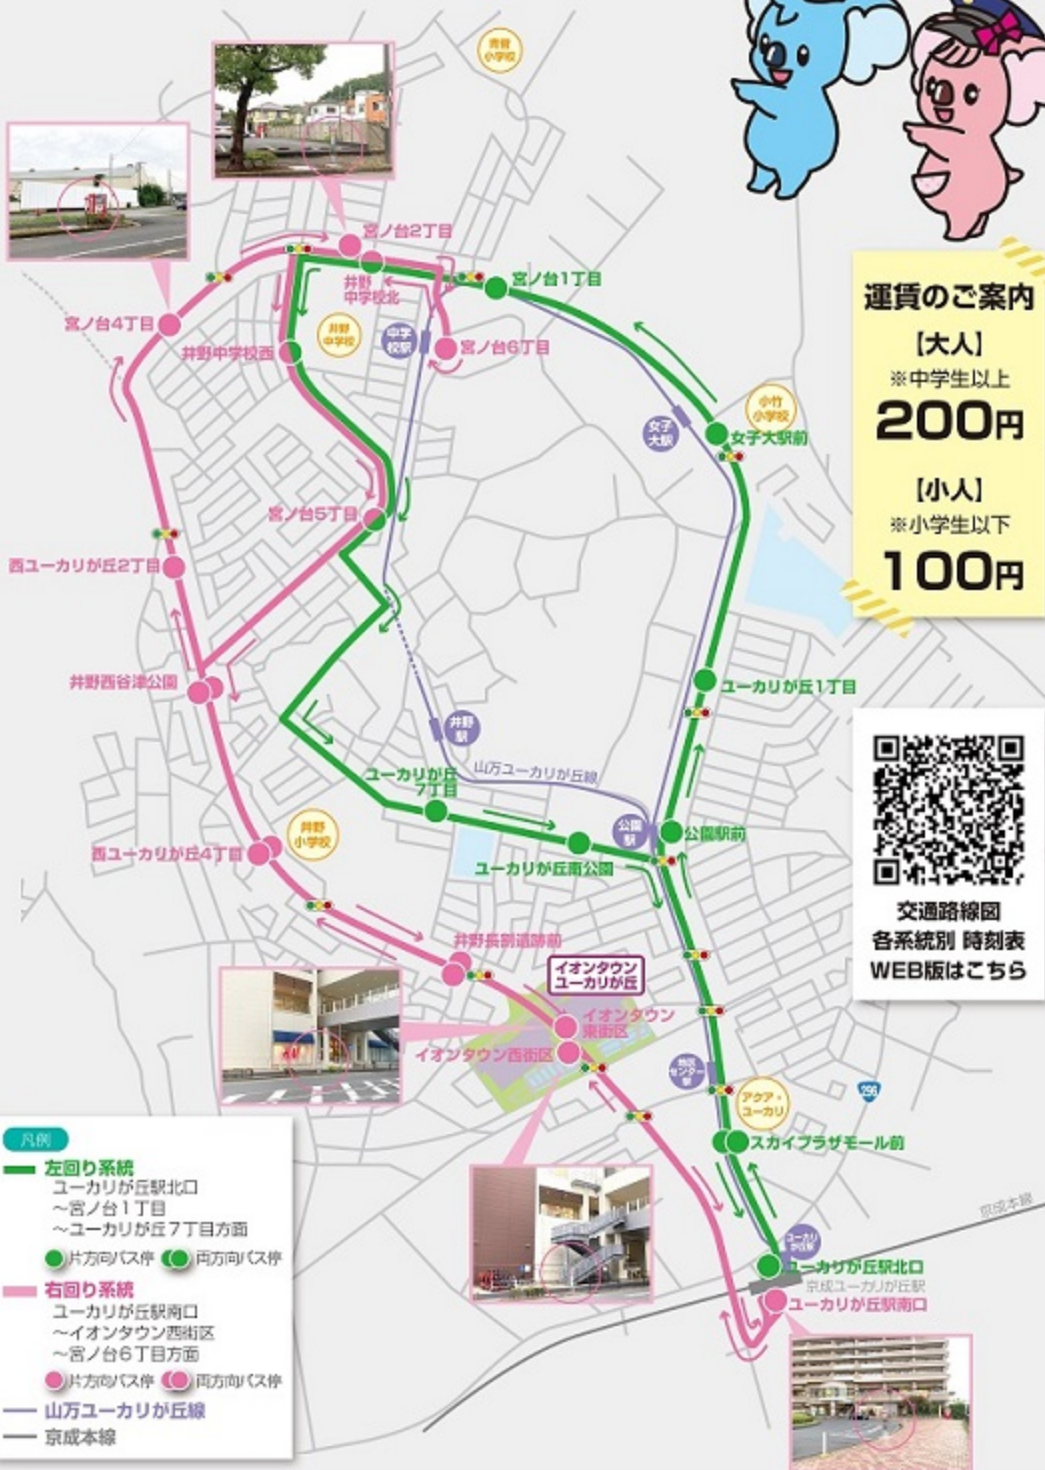 青菅
小学校
宮ノ台2丁目
井野
中学校北
宮ノ台1丁目
宮ノ台4丁目
井野中学校西
井野
中学校
中学
校駅
宮ノ台6丁目
小竹
小学校
女子
大駅
女子大駅前
宮ノ台5丁目
西ユーカリが丘2丁目
井野西谷津公園
ユーカリが丘1丁目
井野
駅
山万ユーカリが丘線
ユーカリが丘
7丁目
公園
駅
公園駅前
井野
小学校
西ユーカリが丘4丁目
ユーカリが丘南公園
井野長割遺跡前
イオンタウン
ユーカリが丘
イオンタウン
東街区
イオンタウン西街区
地区
センター
駅
アクア・
ユーカリ
296
スカイプラザモール前
京成本線
ユーカリ
が丘駅
ユーカリが丘駅北口
京成ユーカリが丘駅
ユーカリが丘駅南口
運賃のご案内
【大人】
※中学生以上
200円
【小人】
※小学生以下
100円
交通路線図
各系統別 時刻表
WEB版はこちら
凡例
左回り系統
ユーカリが丘駅北口
～宮ノ台1丁目
～ユーカリが丘7丁目方面
片方向バス停 両方向バス停
右回り系統
ユーカリが丘駅南口
～イオンタウン西街区
～宮ノ台6丁目方面
片方向バス停 両方向バス停
山万ユーカリが丘線
京成本線